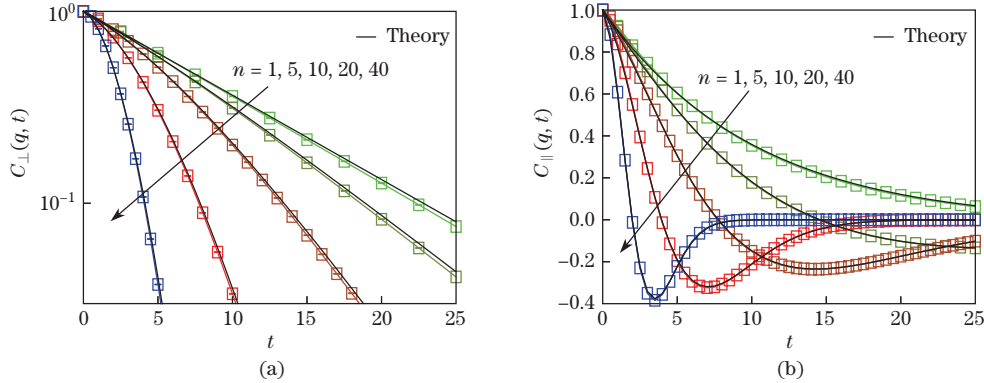 10⁰
10⁻¹
C⊥(q, t)
0 5 10 15 20 25
t
— Theory
n = 1, 5, 10, 20, 40
(a)
1.0
0.8
0.6
0.4
0.2
0.0
−0.2
−0.4
C∥(q, t)
0 5 10 15 20 25
t
— Theory
n = 1, 5, 10, 20, 40
(b)